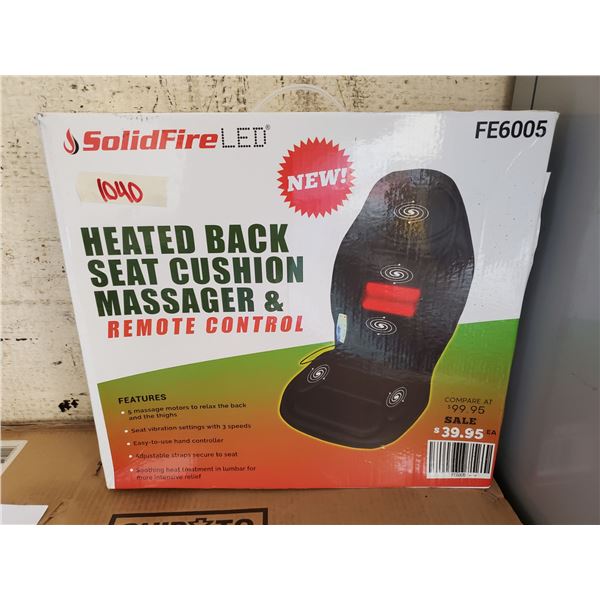 SolidFire LED®
FE6005
1040
NEW!
HEATED BACK
SEAT CUSHION
MASSAGER &
REMOTE CONTROL
FEATURES
• 5 massage motors to relax the back
and the thighs
• Seat vibration settings with 3 speeds
• Easy-to-use hand controller
• Adjustable straps secure to seat
• Soothing heat treatment in lumbar for
more intensive relief
COMPARE AT
$99.95
SALE
$39.95 EA